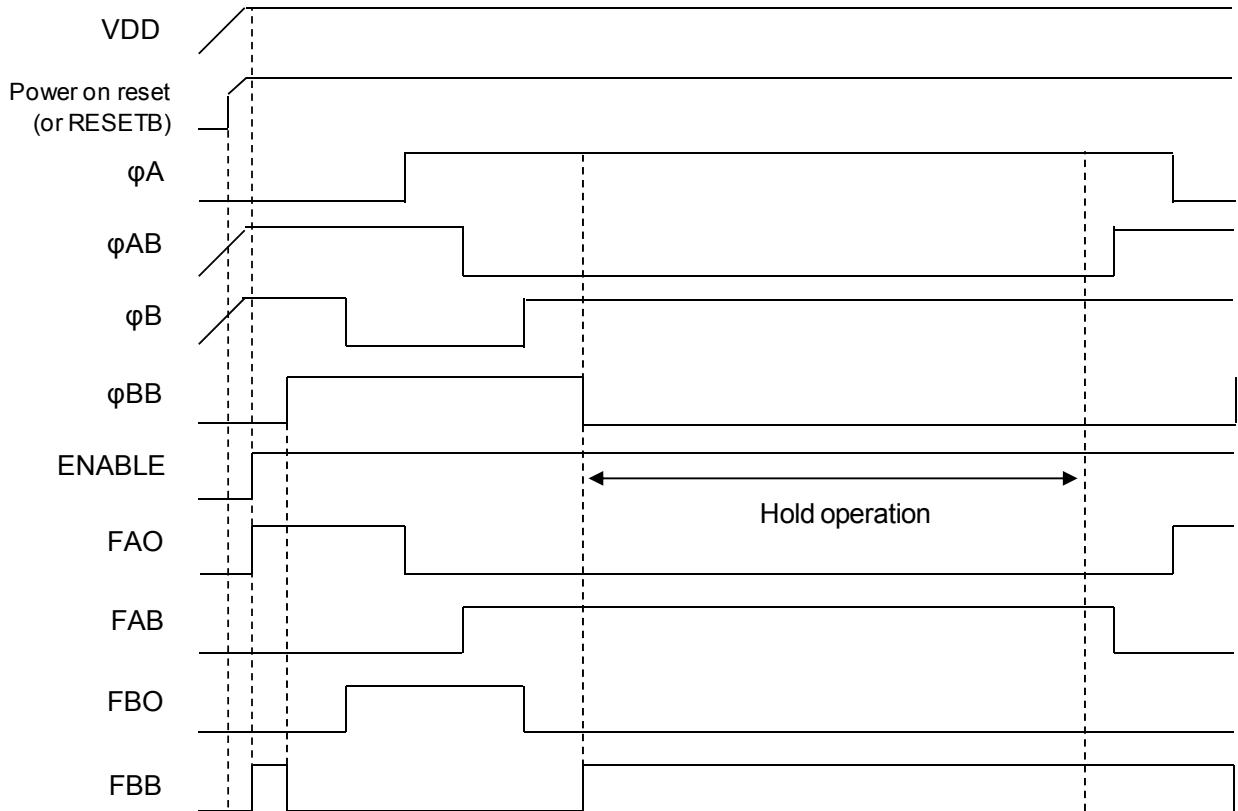 VDD
Power on reset
(or RESETB)
φA
φAB
φB
φBB
ENABLE
Hold operation
FAO
FAB
FBO
FBB